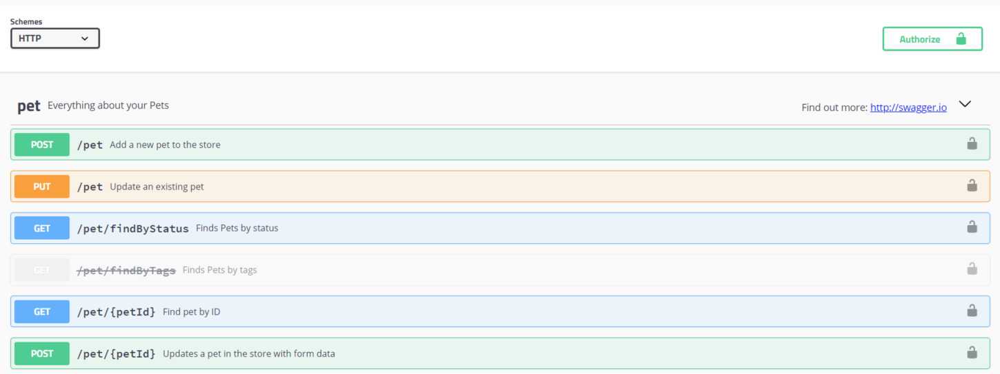 Schemes
HTTP
Authorize
pet Everything about your Pets Find out more: http://swagger.io
POST /pet Add a new pet to the store
PUT /pet Update an existing pet
GET /pet/findByStatus Finds Pets by status
GET /pet/findByTags Finds Pets by tags
GET /pet/{petId} Find pet by ID
POST /pet/{petId} Updates a pet in the store with form data